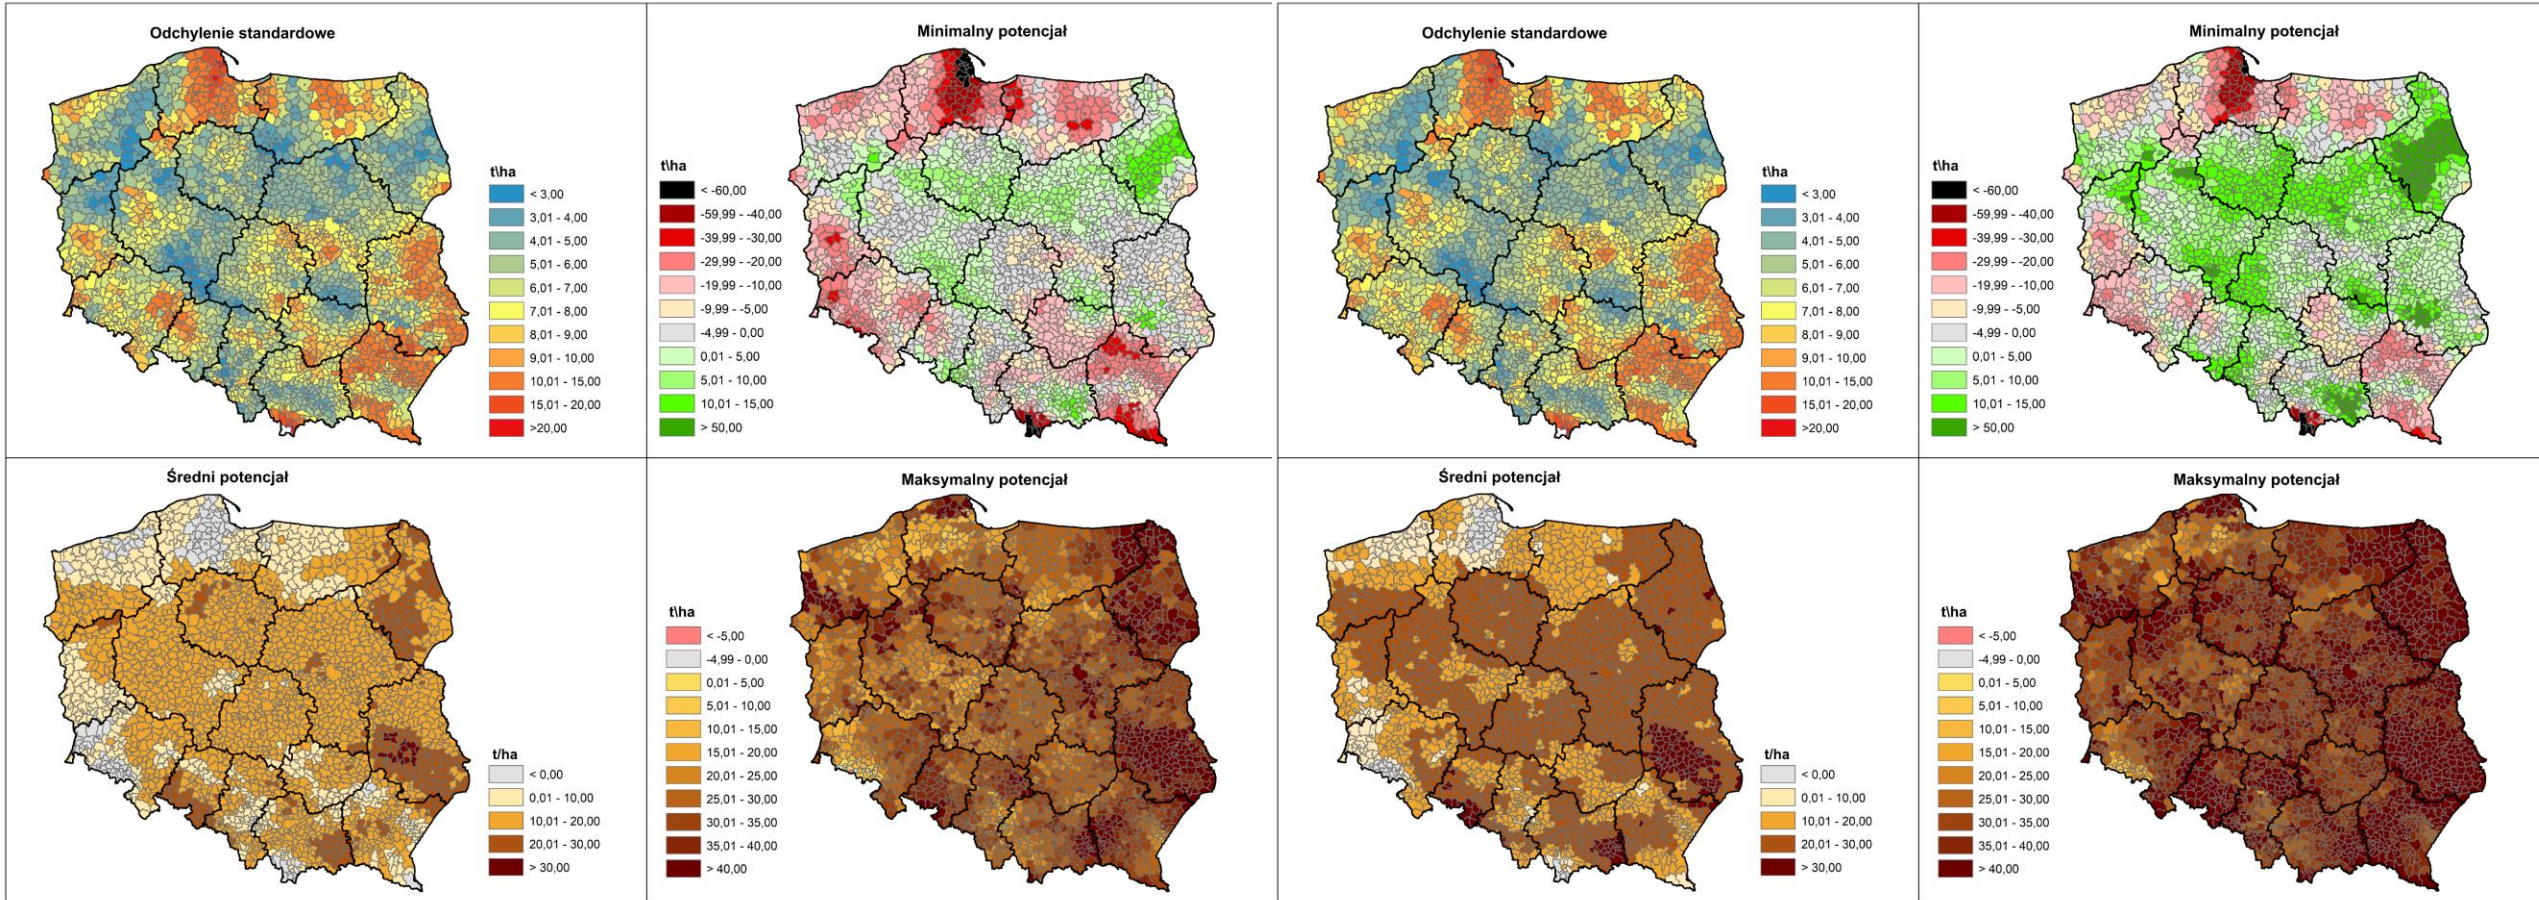 Odchylenie standardowe
t\ha
< 3,00
3,01 - 4,00
4,01 - 5,00
5,01 - 6,00
6,01 - 7,00
7,01 - 8,00
8,01 - 9,00
9,01 - 10,00
10,01 - 15,00
15,01 - 20,00
>20,00
Minimalny potencjał
t\ha
< -60,00
-59,99 - -40,00
-39,99 - -30,00
-29,99 - -20,00
-19,99 - -10,00
-9,99 - -5,00
-4,99 - 0,00
0,01 - 5,00
5,01 - 10,00
10,01 - 15,00
> 50,00
Odchylenie standardowe
t\ha
< 3,00
3,01 - 4,00
4,01 - 5,00
5,01 - 6,00
6,01 - 7,00
7,01 - 8,00
8,01 - 9,00
9,01 - 10,00
10,01 - 15,00
15,01 - 20,00
>20,00
Minimalny potencjał
t\ha
< -60,00
-59,99 - -40,00
-39,99 - -30,00
-29,99 - -20,00
-19,99 - -10,00
-9,99 - -5,00
-4,99 - 0,00
0,01 - 5,00
5,01 - 10,00
10,01 - 15,00
> 50,00
Średni potencjał
t/ha
< 0,00
0,01 - 10,00
10,01 - 20,00
20,01 - 30,00
> 30,00
Maksymalny potencjał
t\ha
< -5,00
-4,99 - 0,00
0,01 - 5,00
5,01 - 10,00
10,01 - 15,00
15,01 - 20,00
20,01 - 25,00
25,01 - 30,00
30,01 - 35,00
35,01 - 40,00
> 40,00
Średni potencjał
t/ha
< 0,00
0,01 - 10,00
10,01 - 20,00
20,01 - 30,00
> 30,00
Maksymalny potencjał
t\ha
< -5,00
-4,99 - 0,00
0,01 - 5,00
5,01 - 10,00
10,01 - 15,00
15,01 - 20,00
20,01 - 25,00
25,01 - 30,00
30,01 - 35,00
35,01 - 40,00
> 40,00